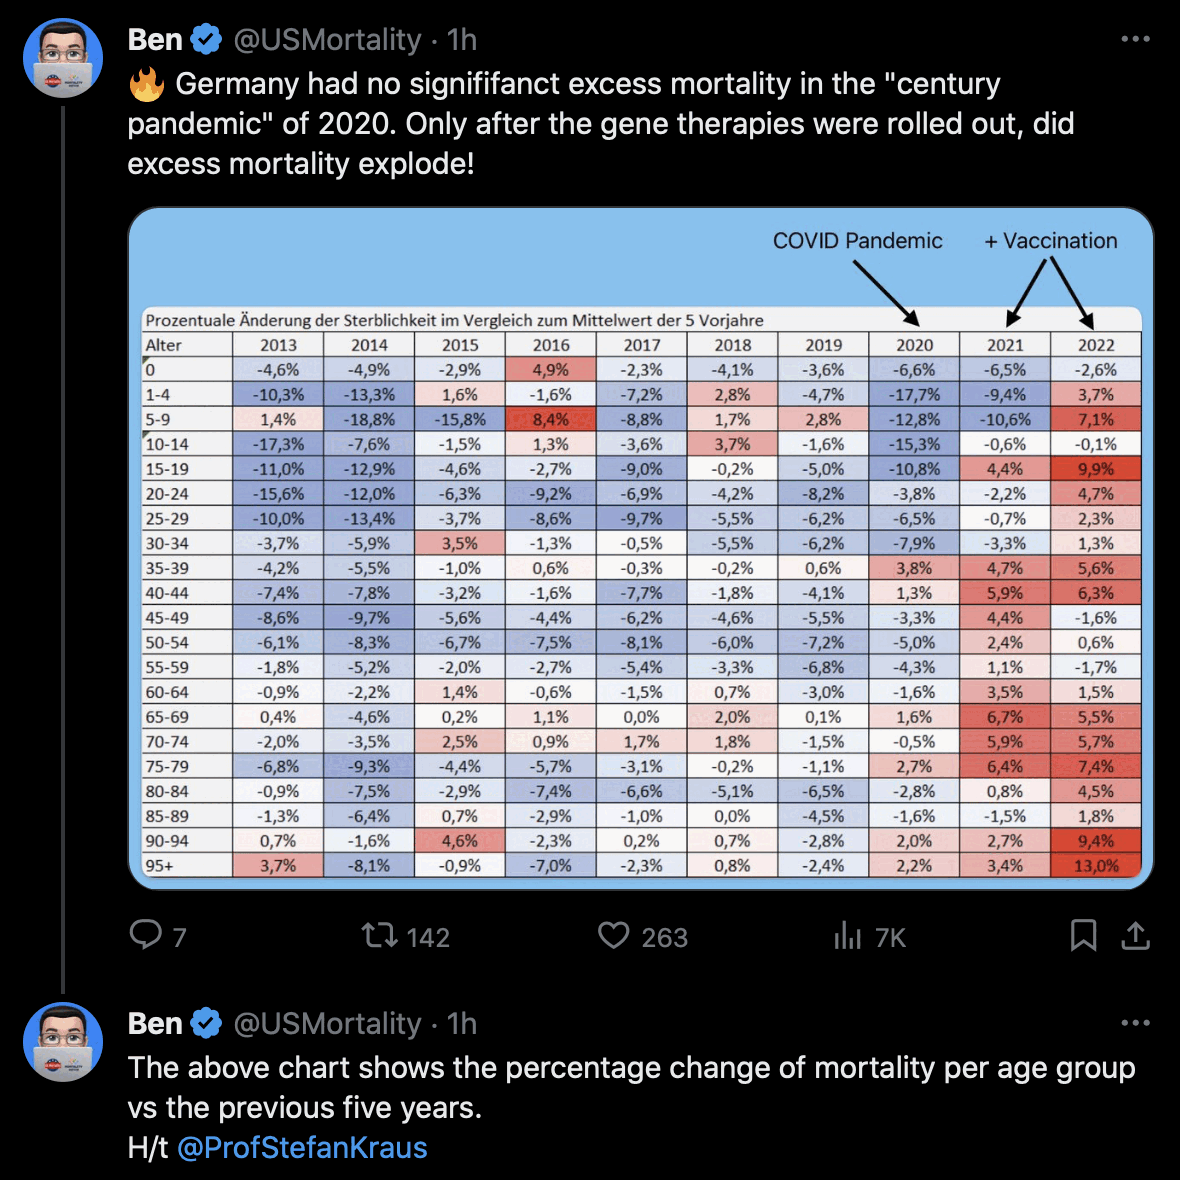 Ben @USMortality · 1h
🔥 Germany had no signififanct excess mortality in the "century
pandemic" of 2020. Only after the gene therapies were rolled out, did
excess mortality explode!
COVID Pandemic + Vaccination
Prozentuale Änderung der Sterblichkeit im Vergleich zum Mittelwert der 5 Vorjahre
Alter 2013 2014 2015 2016 2017 2018 2019 2020 2021 2022
0 -4,6% -4,9% -2,9% 4,9% -2,3% -4,1% -3,6% -6,6% -6,5% -2,6%
1-4 -10,3% -13,3% 1,6% -1,6% -7,2% 2,8% -4,7% -17,7% -9,4% 3,7%
5-9 1,4% -18,8% -15,8% 8,4% -8,8% 1,7% 2,8% -12,8% -10,6% 7,1%
10-14 -17,3% -7,6% -1,5% 1,3% -3,6% 3,7% -1,6% -15,3% -0,6% -0,1%
15-19 -11,0% -12,9% -4,6% -2,7% -9,0% -0,2% -5,0% -10,8% 4,4% 9,9%
20-24 -15,6% -12,0% -6,3% -9,2% -6,9% -4,2% -8,2% -3,8% -2,2% 4,7%
25-29 -10,0% -13,4% -3,7% -8,6% -9,7% -5,5% -6,2% -6,5% -0,7% 2,3%
30-34 -3,7% -5,9% 3,5% -1,3% -0,5% -5,5% -6,2% -7,9% -3,3% 1,3%
35-39 -4,2% -5,5% -1,0% 0,6% -0,3% -0,2% 0,6% 3,8% 4,7% 5,6%
40-44 -7,4% -7,8% -3,2% -1,6% -7,7% -1,8% -4,1% 1,3% 5,9% 6,3%
45-49 -8,6% -9,7% -5,6% -4,4% -6,2% -4,6% -5,5% -3,3% 4,4% -1,6%
50-54 -6,1% -8,3% -6,7% -7,5% -8,1% -6,0% -7,2% -5,0% 2,4% 0,6%
55-59 -1,8% -5,2% -2,0% -2,7% -5,4% -3,3% -6,8% -4,3% 1,1% -1,7%
60-64 -0,9% -2,2% 1,4% -0,6% -1,5% 0,7% -3,0% -1,6% 3,5% 1,5%
65-69 0,4% -4,6% 0,2% 1,1% 0,0% 2,0% 0,1% 1,6% 6,7% 5,5%
70-74 -2,0% -3,5% 2,5% 0,9% 1,7% 1,8% -1,5% -0,5% 5,9% 5,7%
75-79 -6,8% -9,3% -4,4% -5,7% -3,1% -0,2% -1,1% 2,7% 6,4% 7,4%
80-84 -0,9% -7,5% -2,9% -7,4% -6,6% -5,1% -6,5% -2,8% 0,8% 4,5%
85-89 -1,3% -6,4% 0,7% -2,9% -1,0% 0,0% -4,5% -1,6% -1,5% 1,8%
90-94 0,7% -1,6% 4,6% -2,3% 0,2% 0,7% -2,8% 2,0% 2,7% 9,4%
95+ 3,7% -8,1% -0,9% -7,0% -2,3% 0,8% -2,4% 2,2% 3,4% 13,0%
7 142 263 7K
Ben @USMortality · 1h
The above chart shows the percentage change of mortality per age group
vs the previous five years.
H/t @ProfStefanKraus